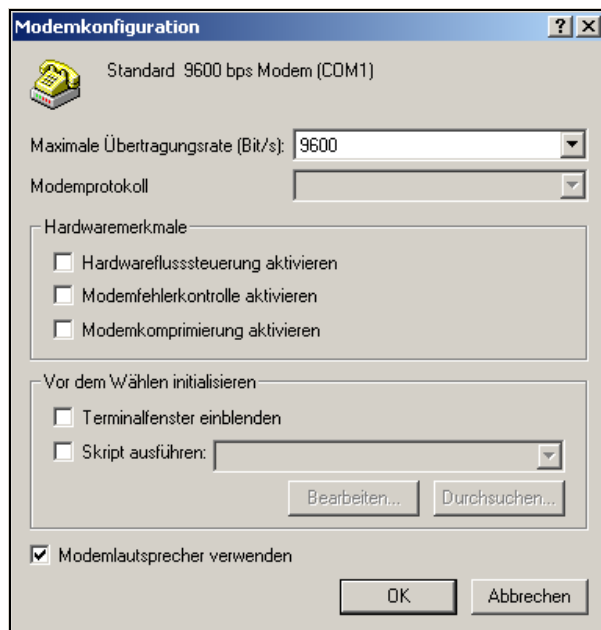 Modemkonfiguration
Standard 9600 bps Modem (COM1)
Maximale Übertragungsrate (Bit/s): 9600
Modemprotokoll
Hardwaremerkmale
Hardwareflusssteuerung aktivieren
Modemfehlerkontrolle aktivieren
Modemkomprimierung aktivieren
Vor dem Wählen initialisieren
Terminalfenster einblenden
Skript ausführen:
Bearbeiten... Durchsuchen...
Modemlautsprecher verwenden
OK Abbrechen